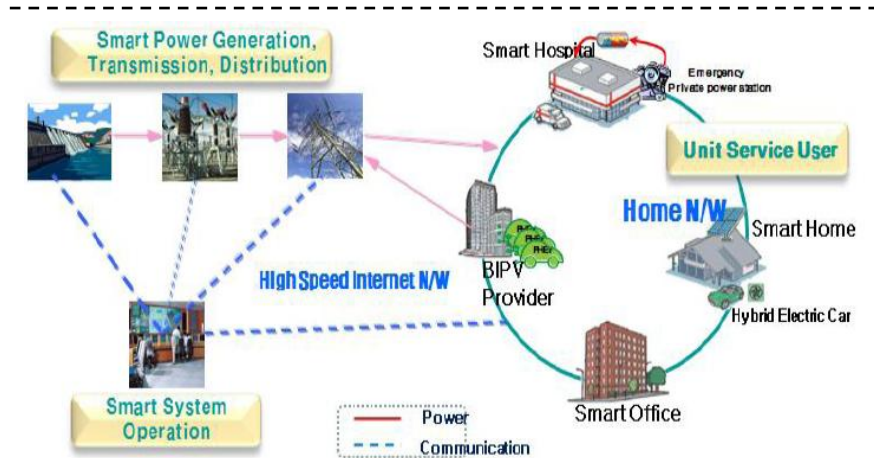 Smart Power Generation,
Transmission, Distribution
Smart Hospital
Emergency
Private power station
Unit Service User
Home N/W
Smart Home
BIPV
Provider
High Speed Internet N/W
Hybrid Electric Car
Smart Office
Smart System
Operation
Power
Communication